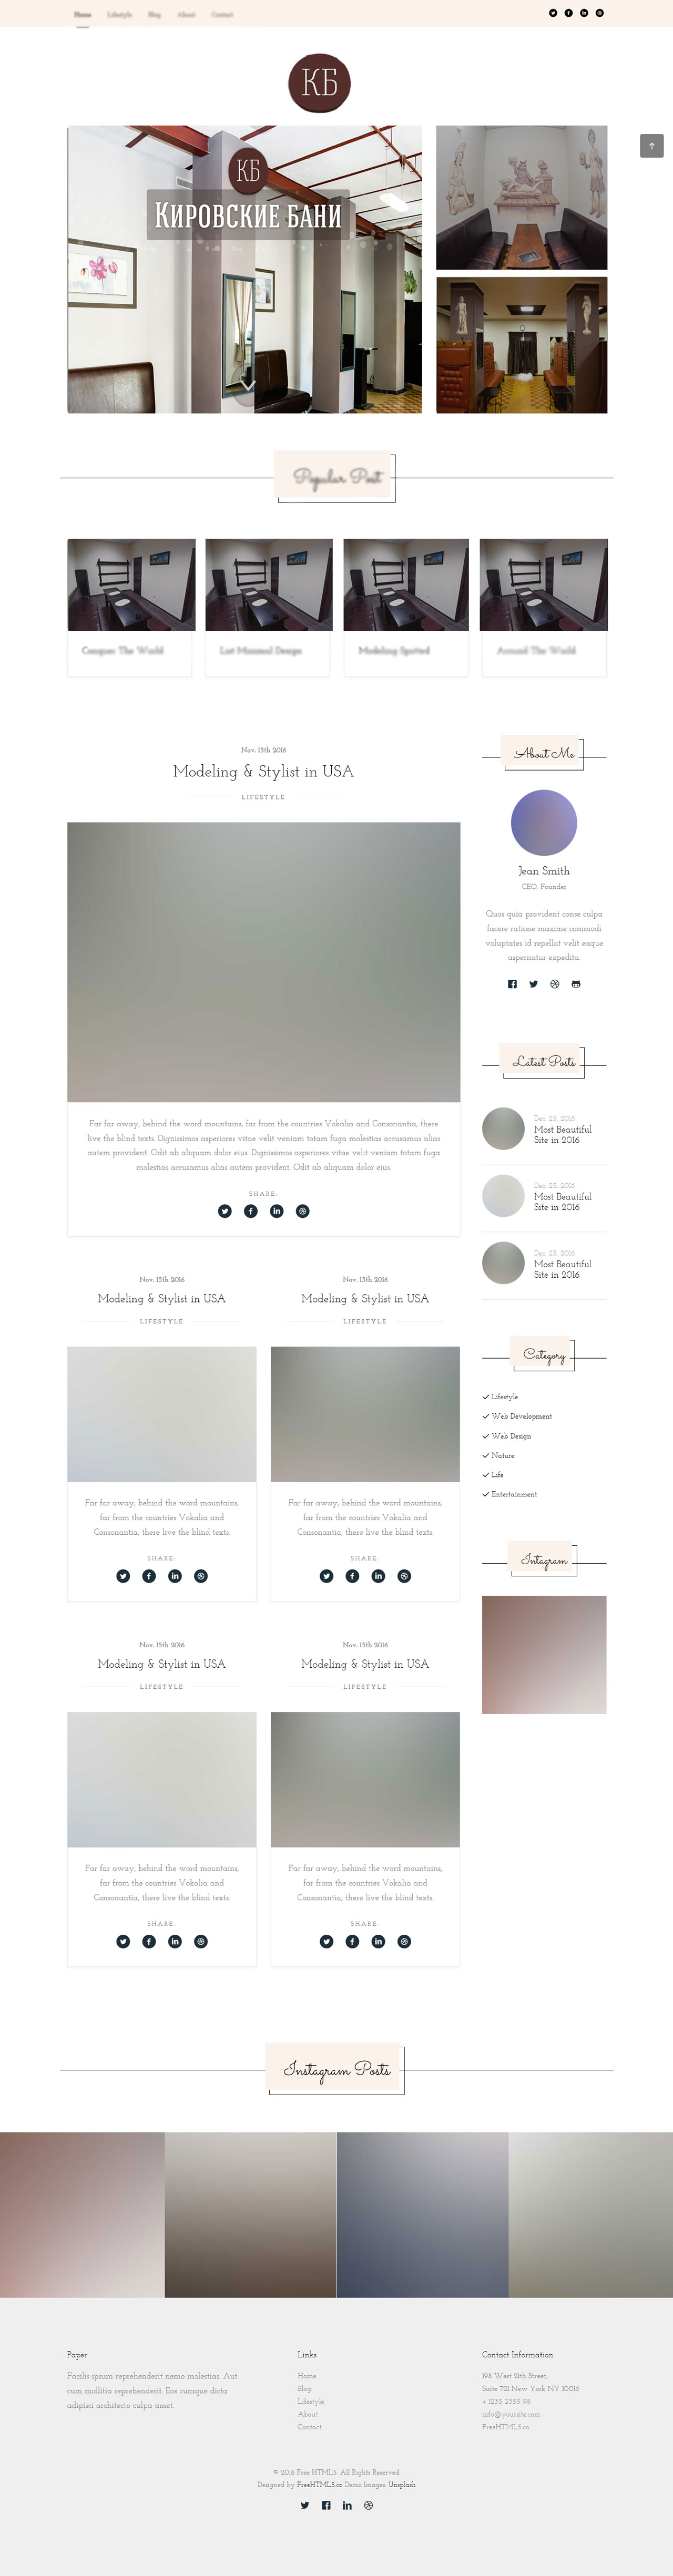 Home Lifestyle Blog About Contact
КБ
КБ
КИРОВСКИЕ БАНИ
Popular Post
Conquer The World
List Minimal Design
Modeling Spotted
Around The World
Nov. 15th 2016
Modeling & Stylist in USA
LIFESTYLE
Far far away, behind the word mountains, far from the countries Vokalia and Consonantia, there
live the blind texts. Dignissimos asperiores vitae velit veniam totam fuga molestias accusamus alias
autem provident. Odit ab aliquam dolor eius. Dignissimos asperiores vitae velit veniam totam fuga
molestias accusamus alias autem provident. Odit ab aliquam dolor eius.
SHARE:
Nov. 15th 2016
Modeling & Stylist in USA
LIFESTYLE
Far far away, behind the word mountains,
far from the countries Vokalia and
Consonantia, there live the blind texts.
SHARE:
Nov. 15th 2016
Modeling & Stylist in USA
LIFESTYLE
Far far away, behind the word mountains,
far from the countries Vokalia and
Consonantia, there live the blind texts.
SHARE:
Nov. 15th 2016
Modeling & Stylist in USA
LIFESTYLE
Far far away, behind the word mountains,
far from the countries Vokalia and
Consonantia, there live the blind texts.
SHARE:
Nov. 15th 2016
Modeling & Stylist in USA
LIFESTYLE
Far far away, behind the word mountains,
far from the countries Vokalia and
Consonantia, there live the blind texts.
SHARE:
About Me
Jean Smith
CEO, Founder
Quos quia provident conse culpa
facere ratione maxime commodi
voluptates id repellat velit eaque
aspernatur expedita.
Latest Posts
Dec. 25, 2016
Most Beautiful
Site in 2016
Dec. 25, 2016
Most Beautiful
Site in 2016
Dec. 25, 2016
Most Beautiful
Site in 2016
Category
Lifestyle
Web Development
Web Design
Nature
Life
Entertainment
Intagram
Instagram Posts
Paper
Facilis ipsum reprehenderit nemo molestias. Aut
cum mollitia reprehenderit. Eos cumque dicta
adipisci architecto culpa amet.
Links
Home
Blog
Lifestyle
About
Contact
Contact Information
198 West 21th Street,
Suite 721 New York NY 10016
+ 1235 2355 98
info@yoursite.com
FreeHTML5.co
© 2016 Free HTML5. All Rights Reserved.
Designed by FreeHTML5.co Demo Images: Unsplash